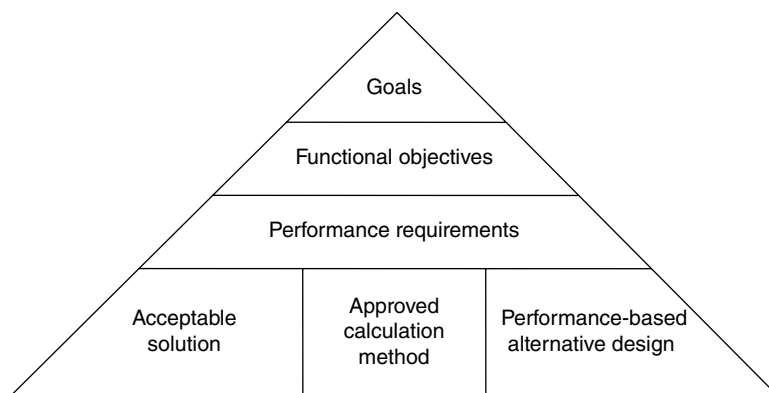 Goals
Functional objectives
Performance requirements
Acceptable
solution
Approved
calculation
method
Performance-based
alternative design